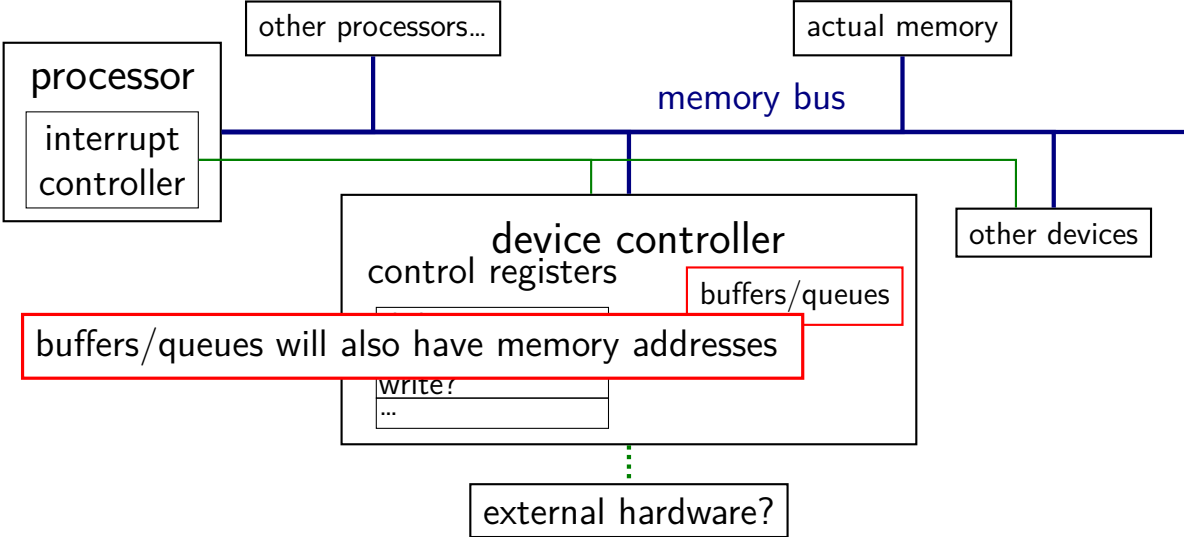 other processors...
actual memory
processor
memory bus
interrupt
controller
other devices
device controller
control registers
buffers/queues
buffers/queues will also have memory addresses
write?
...
external hardware?